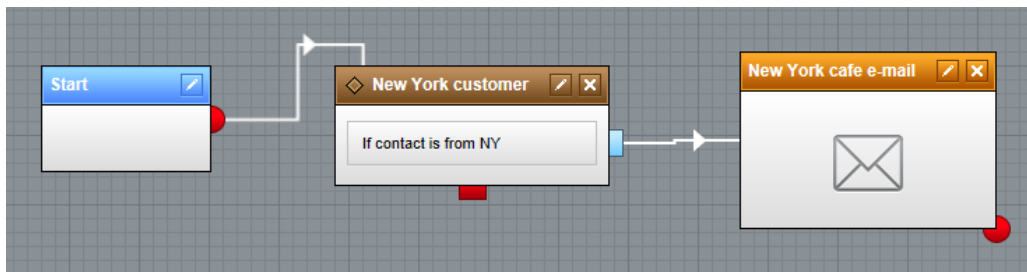 Start
New York customer
If contact is from NY
New York cafe e-mail